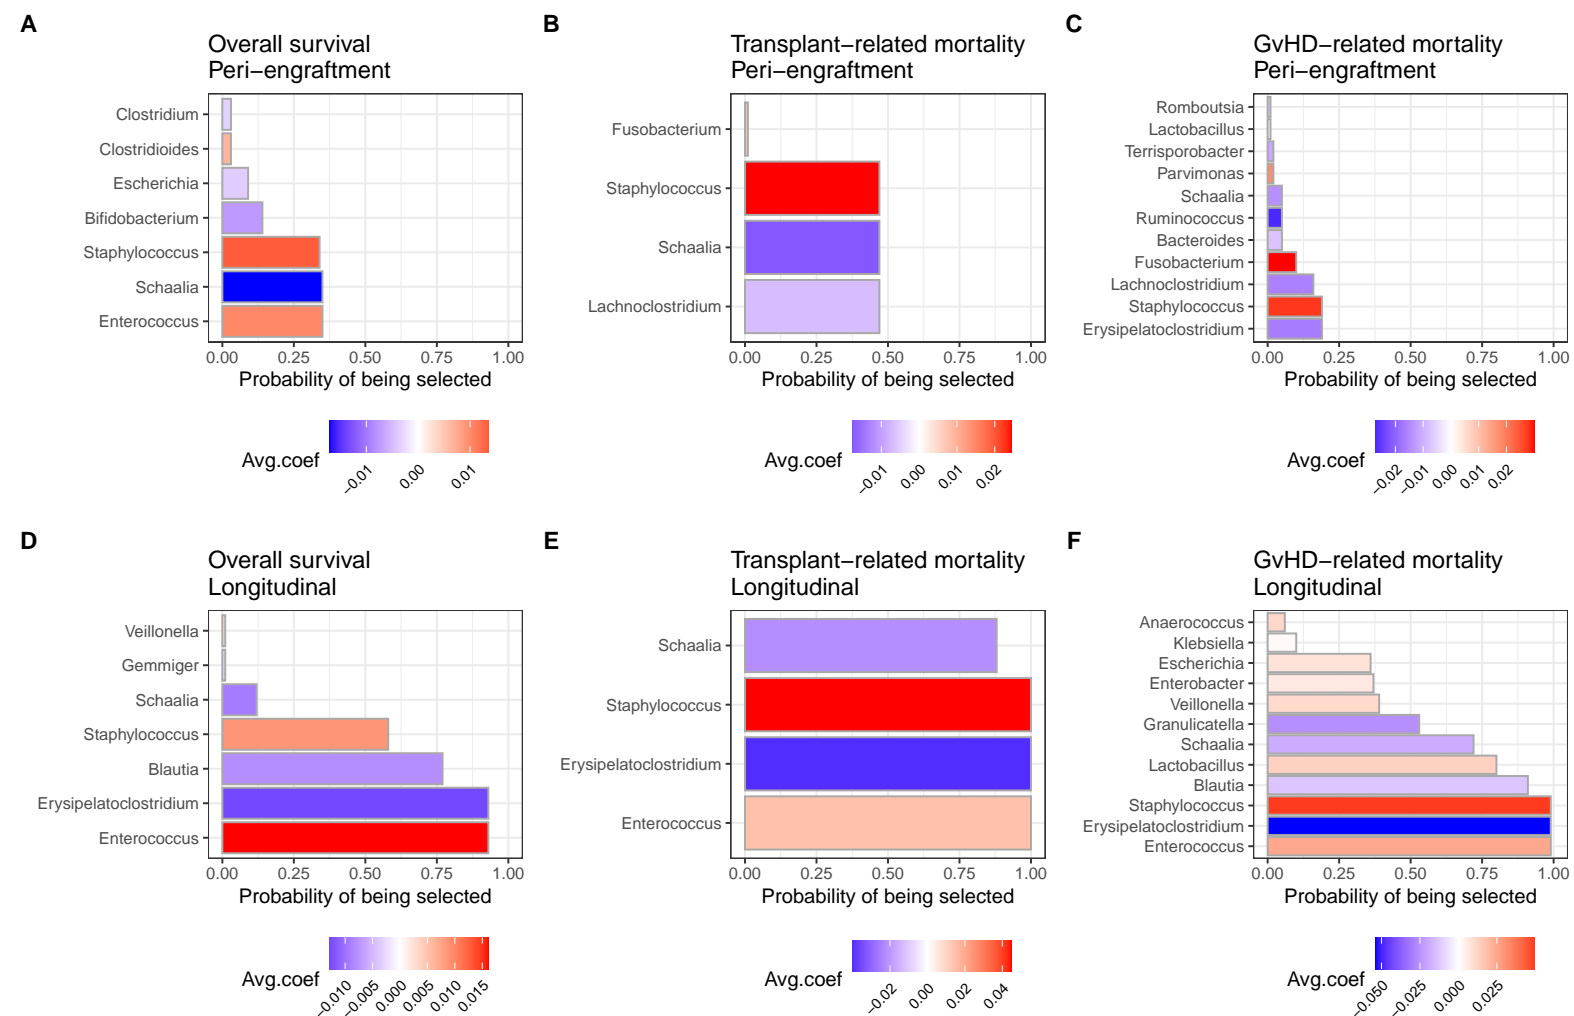 A
Overall survival
Peri−engraftment
Clostridium
Clostridioides
Escherichia
Bifidobacterium
Staphylococcus
Schaalia
Enterococcus
0.00 0.25 0.50 0.75 1.00
Probability of being selected
Avg.coef
−0.01 0.00 0.01
B
Transplant−related mortality
Peri−engraftment
Fusobacterium
Staphylococcus
Schaalia
Lachnoclostridium
0.00 0.25 0.50 0.75 1.00
Probability of being selected
Avg.coef
−0.01 0.00 0.01 0.02
C
GvHD−related mortality
Peri−engraftment
Romboutsia
Lactobacillus
Terrisporobacter
Parvimonas
Schaalia
Ruminococcus
Bacteroides
Fusobacterium
Lachnoclostridium
Staphylococcus
Erysipelatoclostridium
0.00 0.25 0.50 0.75 1.00
Probability of being selected
Avg.coef
−0.02 −0.01 0.00 0.01 0.02
D
Overall survival
Longitudinal
Veillonella
Gemmiger
Schaalia
Staphylococcus
Blautia
Erysipelatoclostridium
Enterococcus
0.00 0.25 0.50 0.75 1.00
Probability of being selected
Avg.coef
−0.010 −0.005 0.000 0.005 0.010 0.015
E
Transplant−related mortality
Longitudinal
Schaalia
Staphylococcus
Erysipelatoclostridium
Enterococcus
0.00 0.25 0.50 0.75 1.00
Probability of being selected
Avg.coef
−0.02 0.00 0.02 0.04
F
GvHD−related mortality
Longitudinal
Anaerococcus
Klebsiella
Escherichia
Enterobacter
Veillonella
Granulicatella
Schaalia
Lactobacillus
Blautia
Staphylococcus
Erysipelatoclostridium
Enterococcus
0.00 0.25 0.50 0.75 1.00
Probability of being selected
Avg.coef
−0.050 −0.025 0.000 0.025